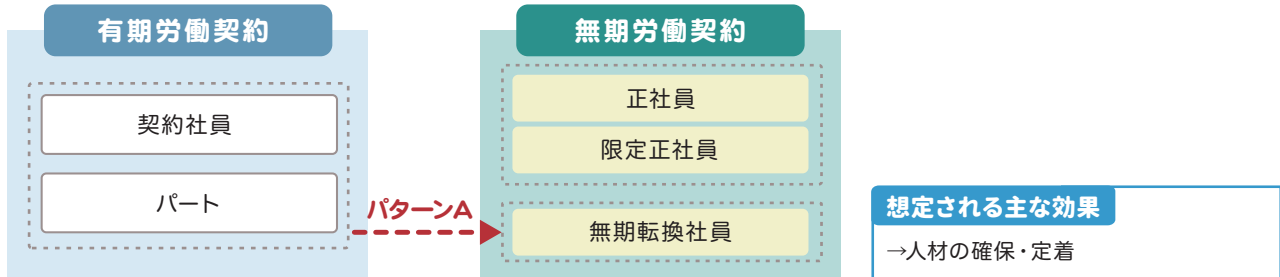 有期労働契約
契約社員
パート
パターンA
無期労働契約
正社員
限定正社員
無期転換社員
想定される主な効果
→人材の確保・定着